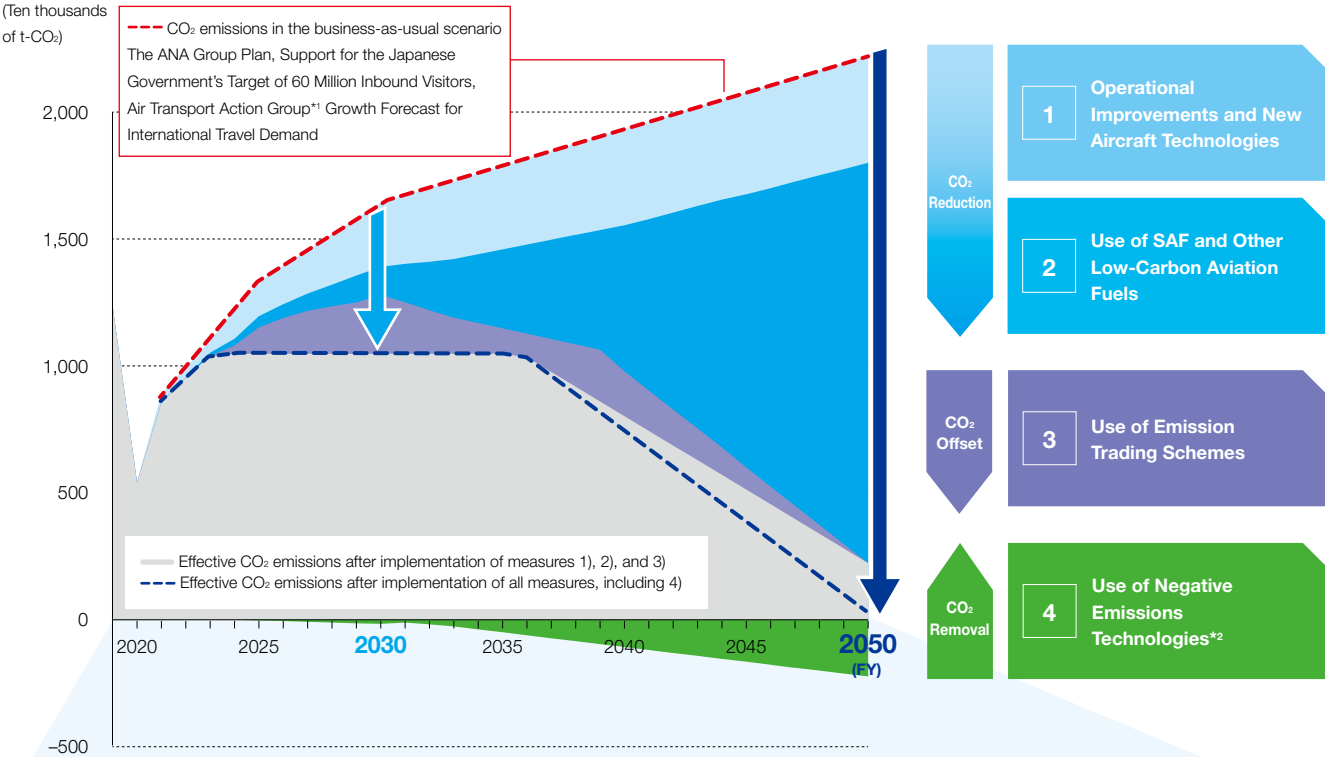 (Ten thousands
of t-CO₂)
CO₂ emissions in the business-as-usual scenario
The ANA Group Plan, Support for the Japanese
Government's Target of 60 Million Inbound Visitors,
Air Transport Action Group*¹ Growth Forecast for
International Travel Demand
2,000
1,500
1,000
500
0
–500
Effective CO₂ emissions after implementation of measures 1), 2), and 3)
Effective CO₂ emissions after implementation of all measures, including 4)
2020
2025
2030
2035
2040
2045
2050
(FY)
CO₂
Reduction
1
Operational
Improvements and New
Aircraft Technologies
2
Use of SAF and Other
Low-Carbon Aviation
Fuels
CO₂
Offset
3
Use of Emission
Trading Schemes
CO₂
Removal
4
Use of Negative
Emissions
Technologies*²